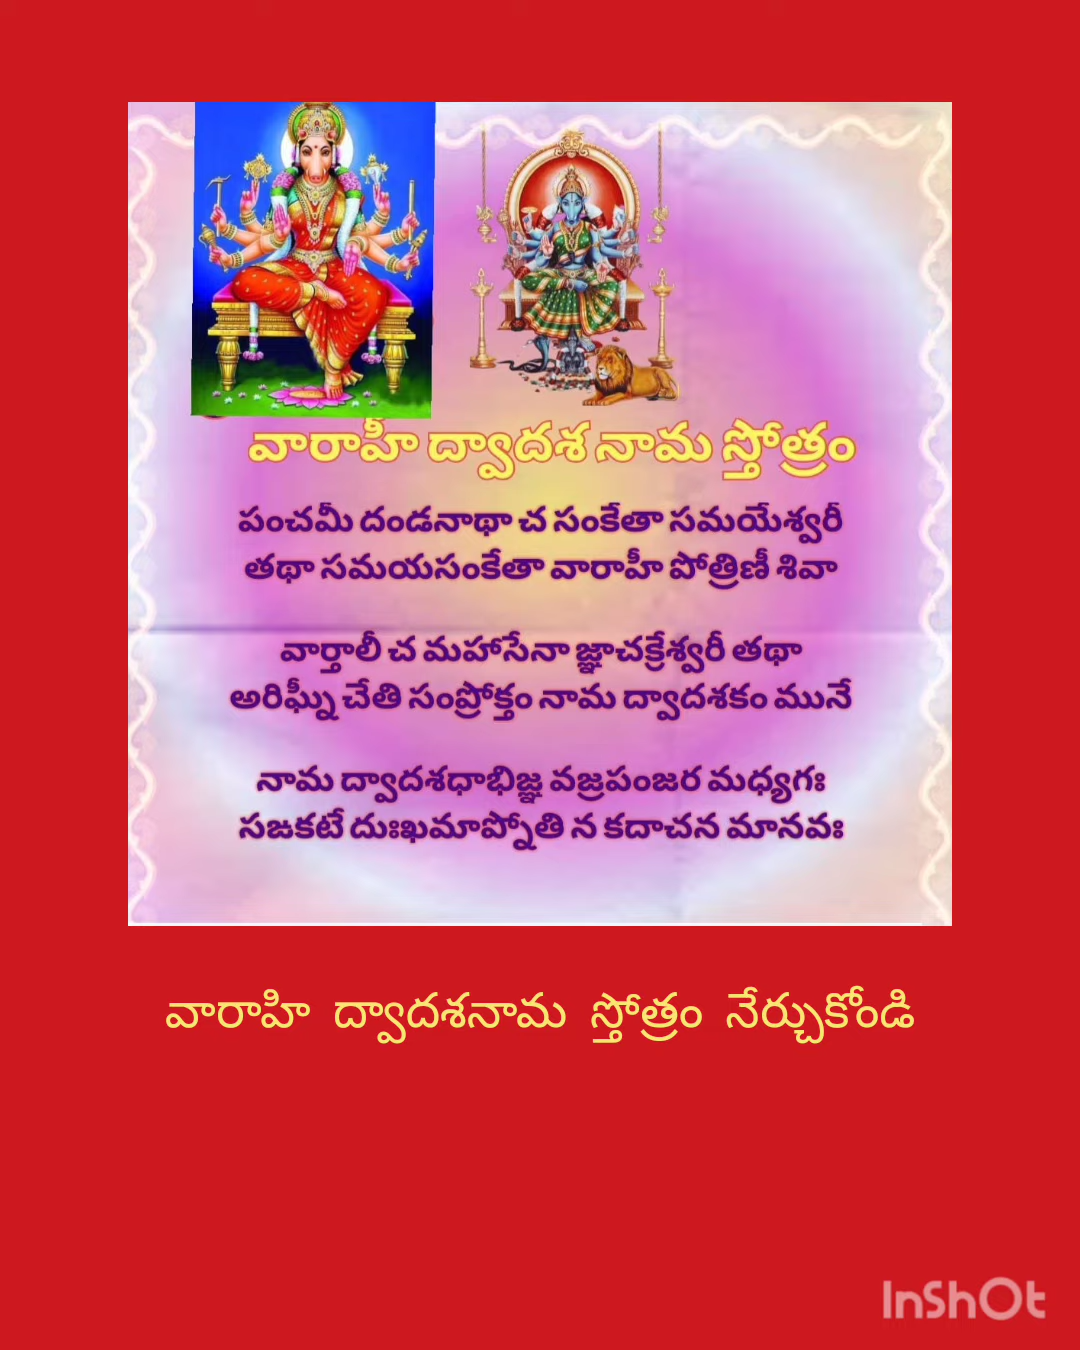 వారాహీ ద్వాదశ నామ స్తోత్రం
పంచమీ దండనాథా చ సంకేతా సమయేశ్వరీ
తథా సమయసంకేతా వారాహీ పోత్రిణీ శివా
వార్తాలీ చ మహాసేనా జ్ఞాచక్రేశ్వరీ తథా
అరిఘ్నీ చేతి సంప్రోక్తం నామ ద్వాదశకం మునే
నామ ద్వాదశధాభిజ్ఞ వజ్రపంజర మధ్యగః
సఙకటే దుఃఖమాప్నోతి న కదాచన మానవః
వారాహి ద్వాదశనామ స్తోత్రం నేర్చుకోండి
InShOt